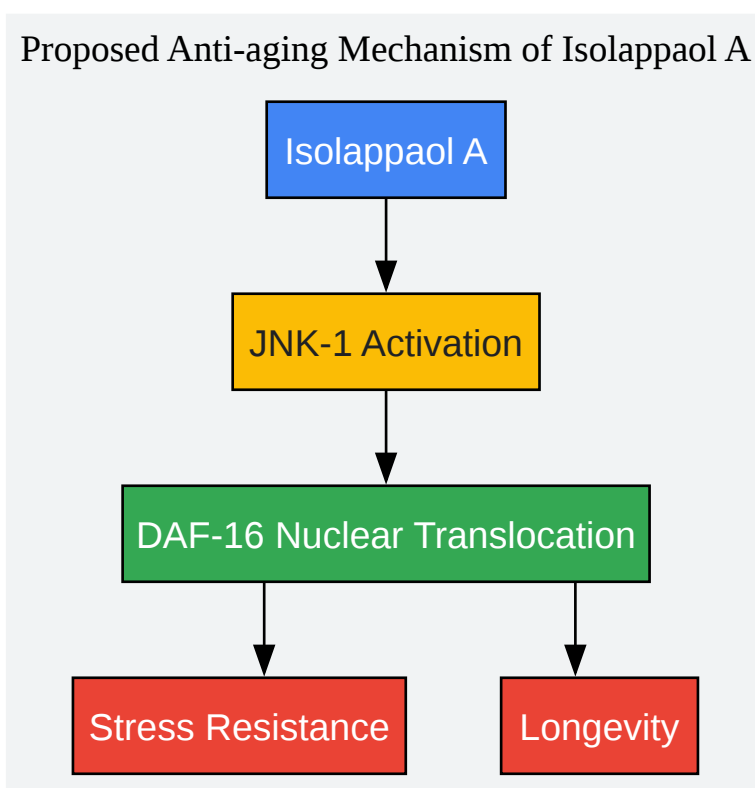 Proposed Anti-aging Mechanism of Isolappaol A
Isolappaol A
JNK-1 Activation
DAF-16 Nuclear Translocation
Stress Resistance
Longevity